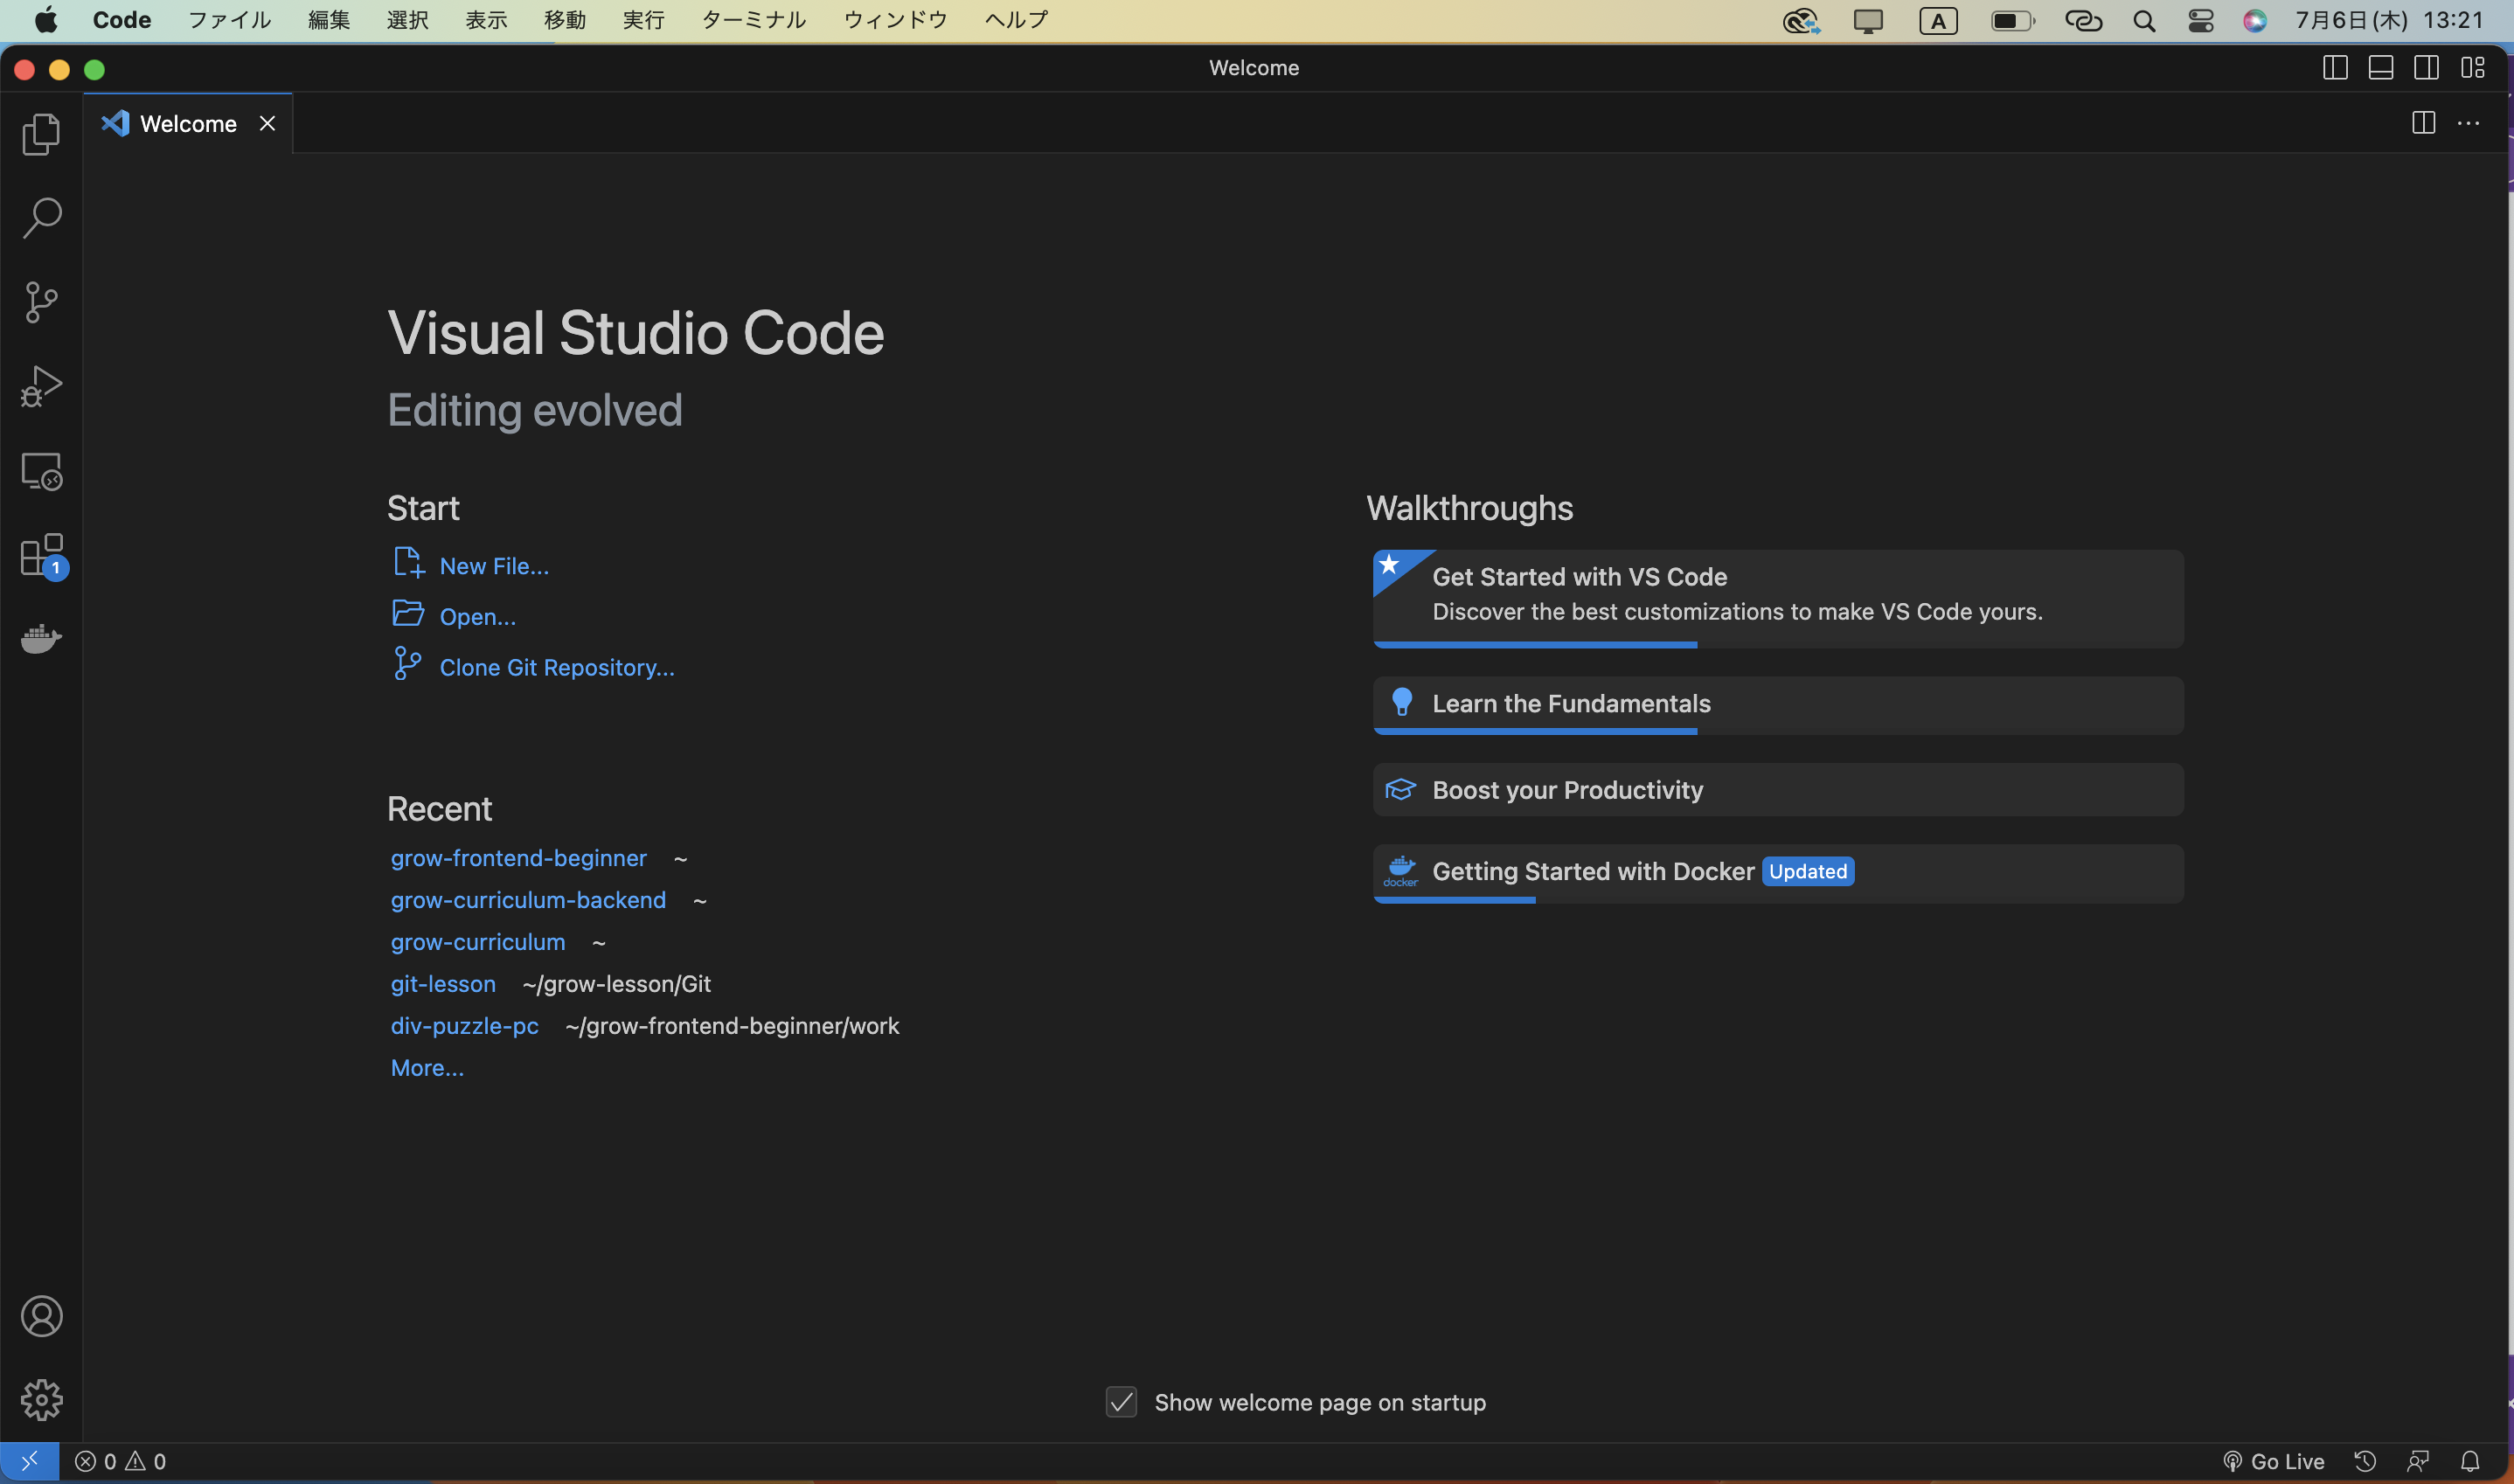 Code ファイル 編集 選択 表示 移動 実行 ターミナル ウィンドウ ヘルプ A 7月6日(木) 13:21
Welcome
Welcome
Visual Studio Code
Editing evolved
Start
New File...
Open...
Clone Git Repository...
Recent
grow-frontend-beginner ~
grow-curriculum-backend ~
grow-curriculum ~
git-lesson ~/grow-lesson/Git
div-puzzle-pc ~/grow-frontend-beginner/work
More...
Walkthroughs
Get Started with VS Code
Discover the best customizations to make VS Code yours.
Learn the Fundamentals
Boost your Productivity
docker
Getting Started with Docker Updated
1
Show welcome page on startup
0 0
Go Live